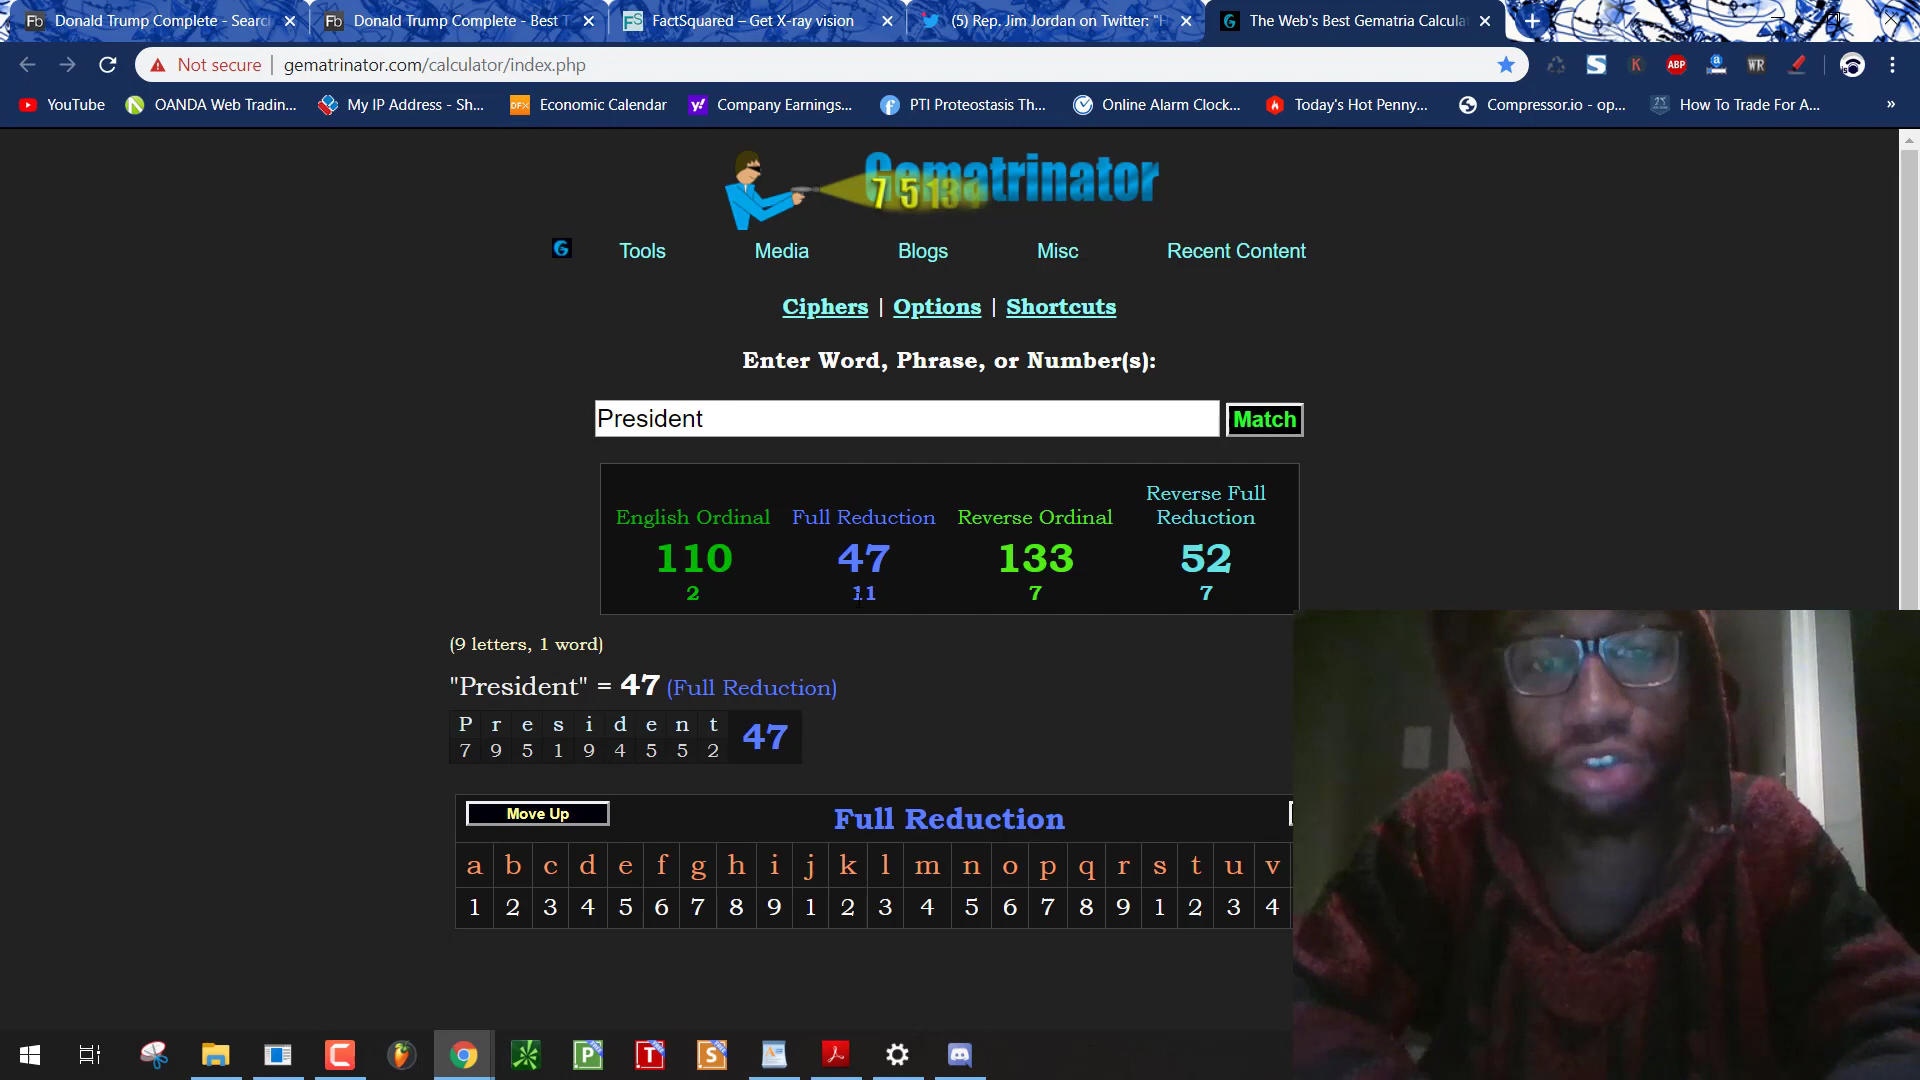 Donald Trump Complete - Searc
Donald Trump Complete - Best T
FactSquared – Get X-ray vision
(5) Rep. Jim Jordan on Twitter: "H
The Web's Best Gematria Calcula
Not secure | gematrinator.com/calculator/index.php
YouTube
OANDA Web Tradin...
My IP Address - Sh...
Economic Calendar
Company Earnings...
PTI Proteostasis Th...
Online Alarm Clock...
Today's Hot Penny...
Compressor.io - op...
How To Trade For A...
»
Gematrinator
7 5 13
Tools Media Blogs Misc Recent Content
Ciphers | Options | Shortcuts
Enter Word, Phrase, or Number(s):
President Match
English Ordinal Full Reduction Reverse Ordinal Reverse Full Reduction
110 47 133 52
2 11 7 7
(9 letters, 1 word)
"President" = 47 (Full Reduction)
P r e s i d e n t 47
7 9 5 1 9 4 5 5 2
Move Up Full Reduction
a b c d e f g h i j k l m n o p q r s t u v
1 2 3 4 5 6 7 8 9 1 2 3 4 5 6 7 8 9 1 2 3 4